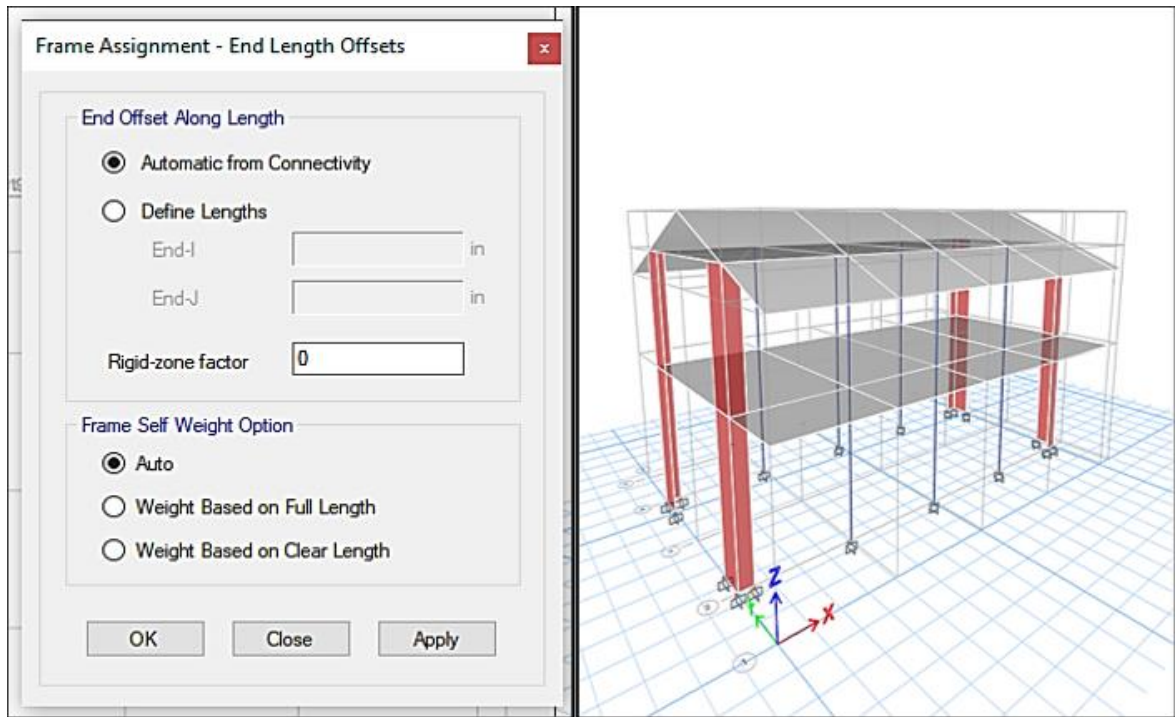 Frame Assignment - End Length Offsets
x
End Offset Along Length
Automatic from Connectivity
Define Lengths
End-I in
End-J in
Rigid-zone factor 0
Frame Self Weight Option
Auto
Weight Based on Full Length
Weight Based on Clear Length
OK Close Apply
Z
X